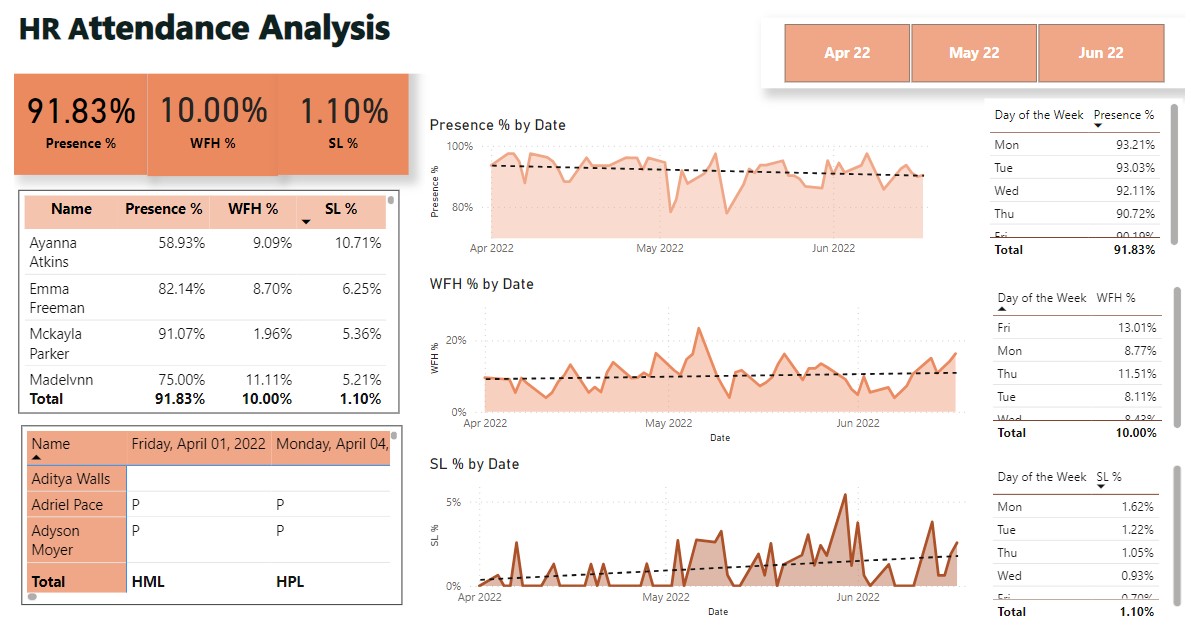 HR Attendance Analysis
Apr 22 May 22 Jun 22
91.83% 10.00% 1.10%
Presence % WFH % SL %
Name Presence % WFH % SL %
Ayanna Atkins 58.93% 9.09% 10.71%
Emma Freeman 82.14% 8.70% 6.25%
Mckayla Parker 91.07% 1.96% 5.36%
Madelynn 75.00% 11.11% 5.21%
Total 91.83% 10.00% 1.10%
Name Friday, April 01, 2022 Monday, April 04,
Aditya Walls
Adriel Pace P P
Adyson Moyer P P
Total HML HPL
Presence % by Date
Presence %
100%
80%
Apr 2022 May 2022 Jun 2022
WFH % by Date
WFH %
20%
0%
Apr 2022 May 2022 Jun 2022
Date
SL % by Date
SL %
5%
0%
Apr 2022 May 2022 Jun 2022
Date
Day of the Week Presence %
Mon 93.21%
Tue 93.03%
Wed 92.11%
Thu 90.72%
Fri 90.19%
Total 91.83%
Day of the Week WFH %
Fri 13.01%
Mon 8.77%
Thu 11.51%
Tue 8.11%
Wed
Total 10.00%
Day of the Week SL %
Mon 1.62%
Tue 1.22%
Thu 1.05%
Wed 0.93%
Fri
Total 1.10%